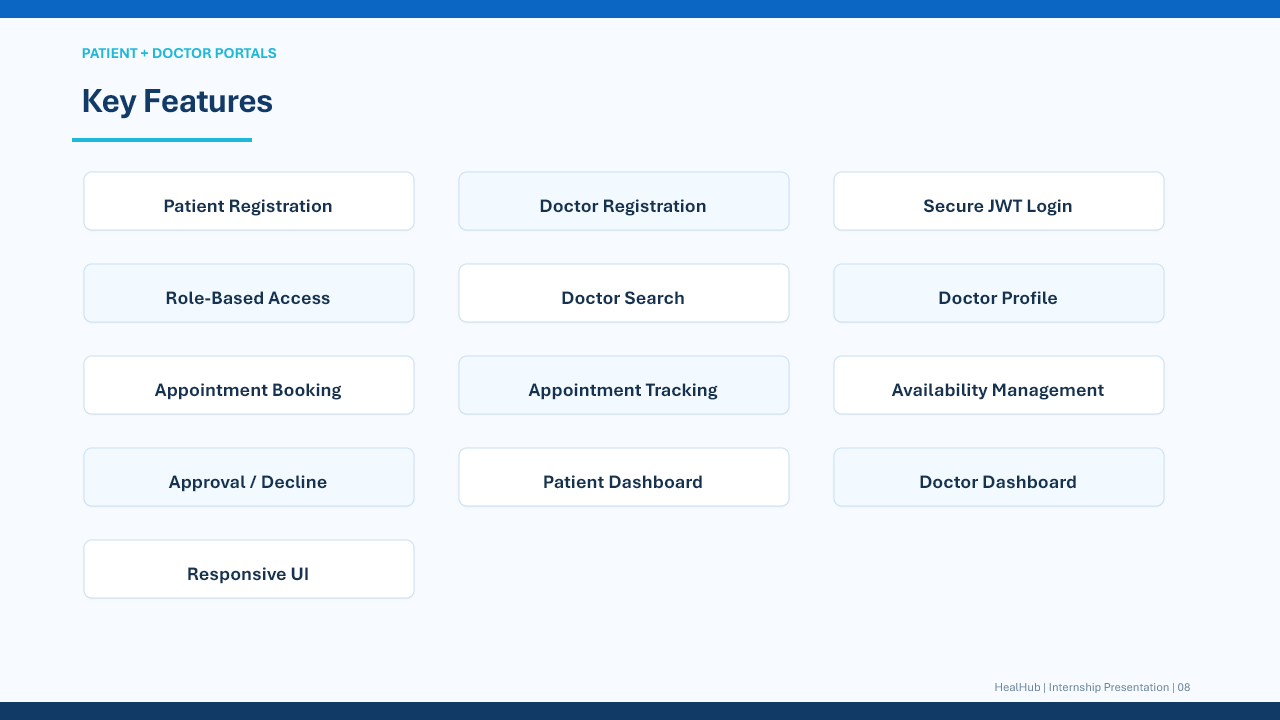 PATIENT + DOCTOR PORTALS
Key Features
Patient Registration
Doctor Registration
Secure JWT Login
Role-Based Access
Doctor Search
Doctor Profile
Appointment Booking
Appointment Tracking
Availability Management
Approval / Decline
Patient Dashboard
Doctor Dashboard
Responsive UI
HealHub | Internship Presentation | 08